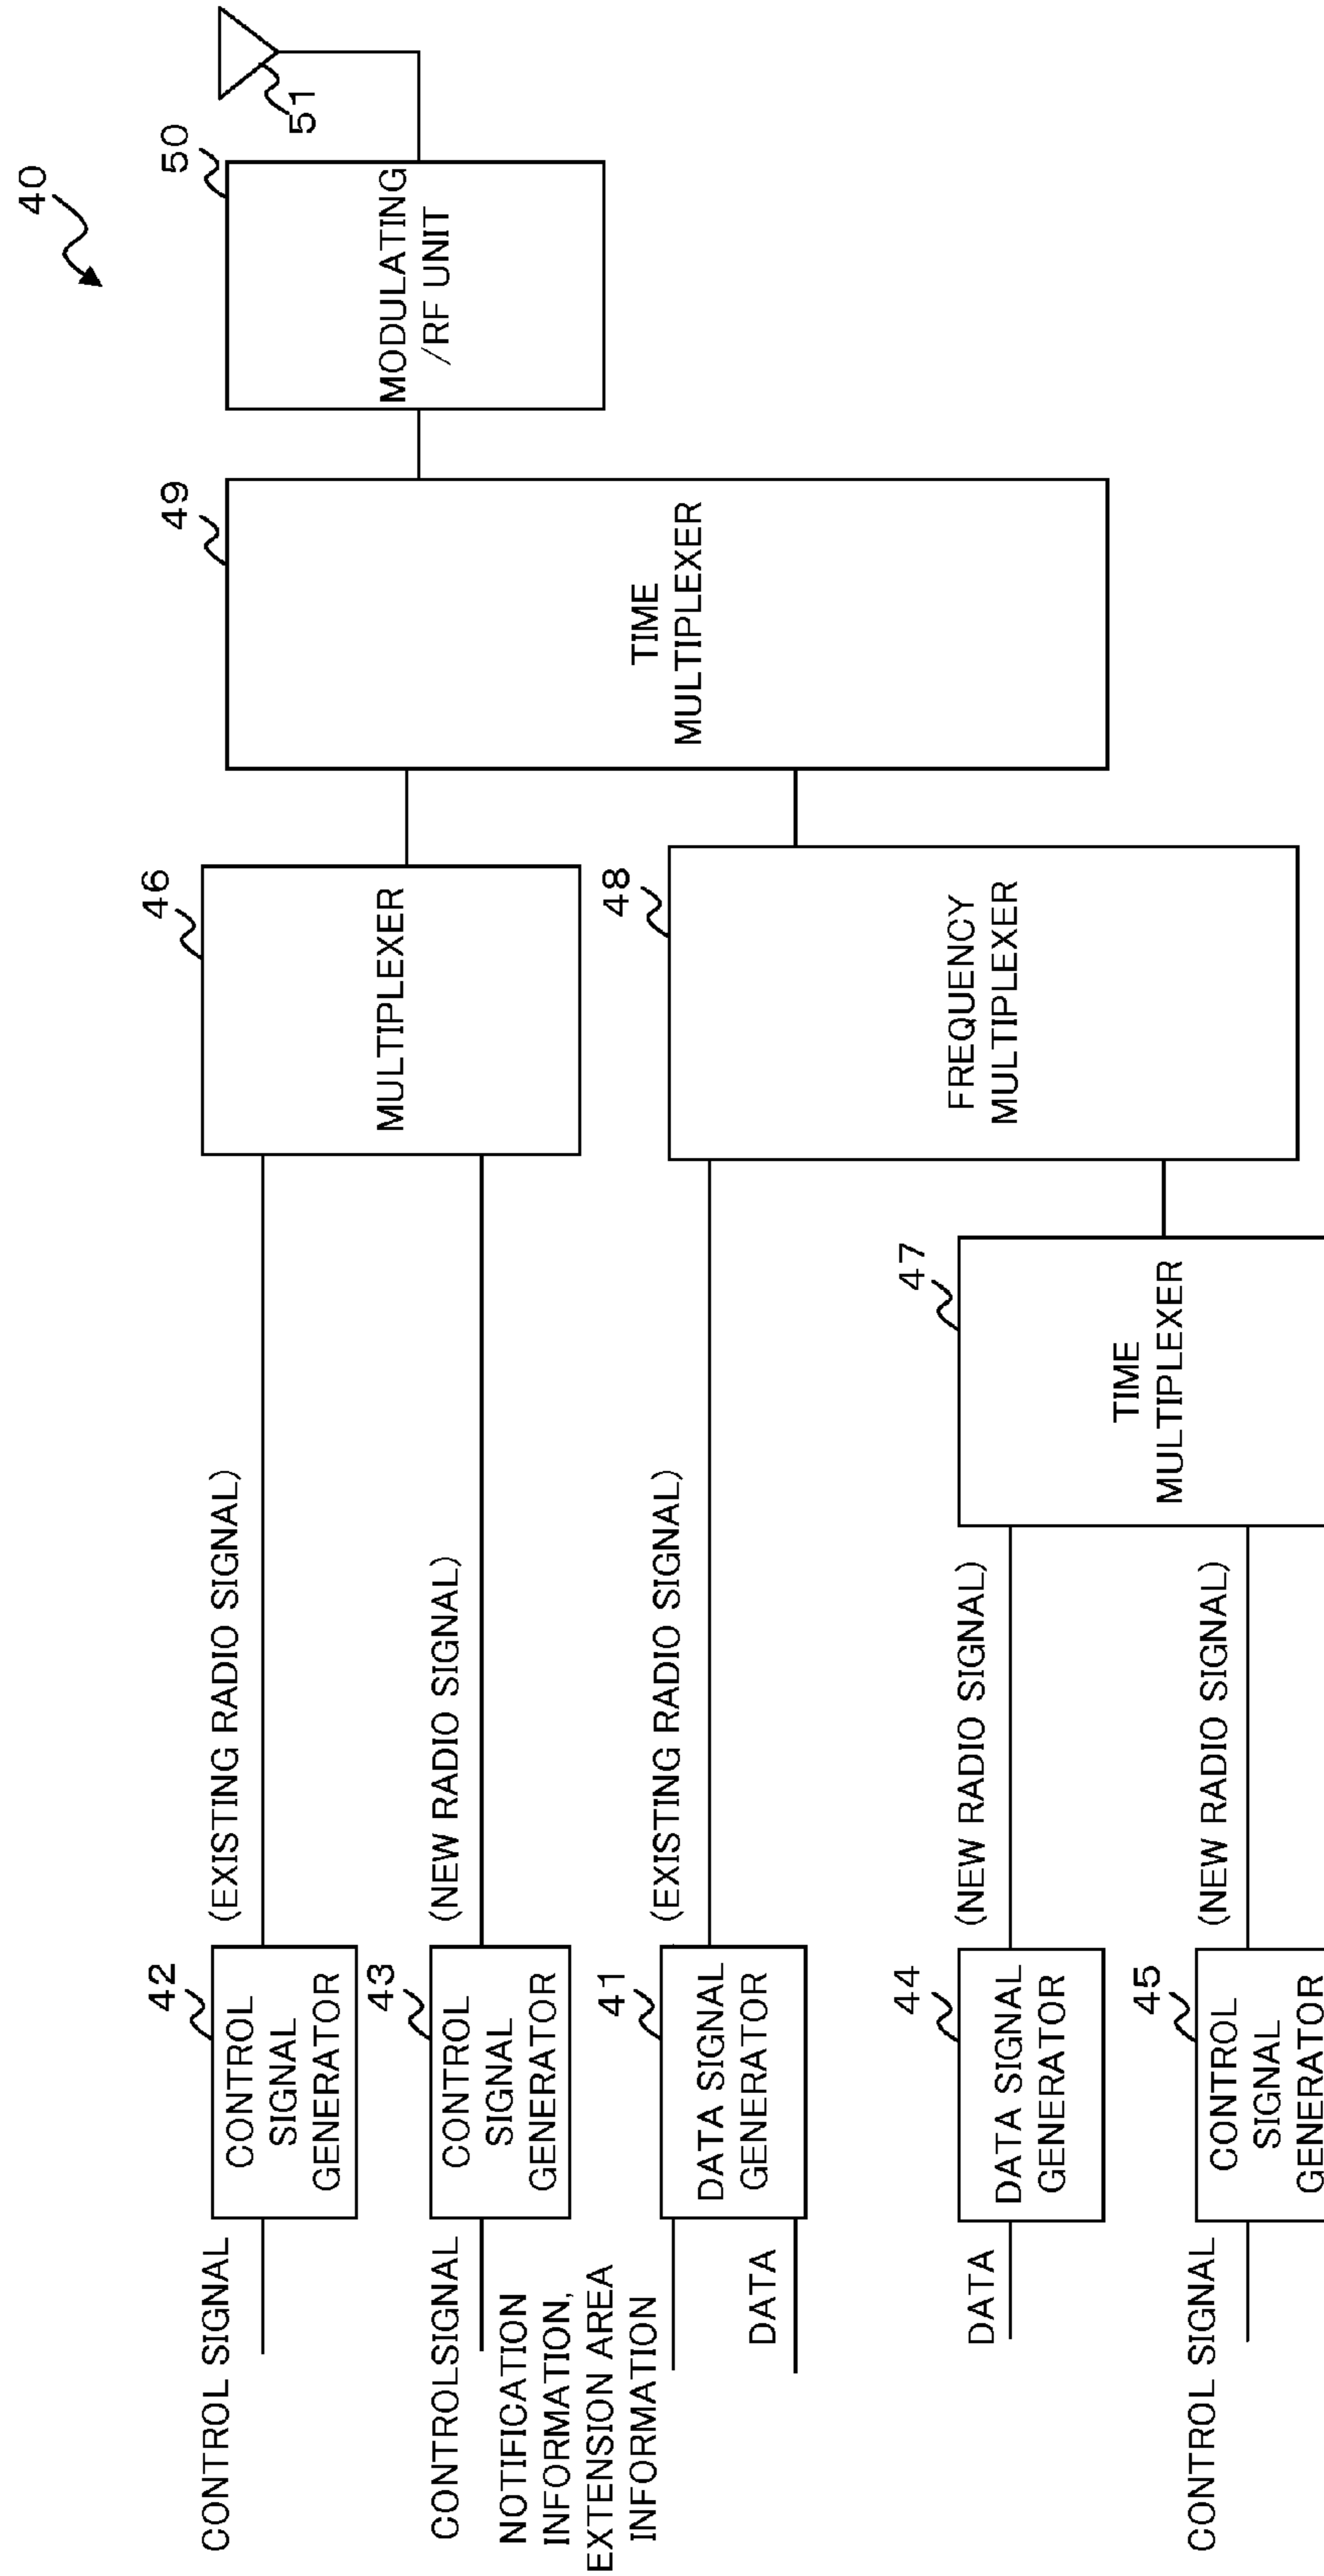 40
CONTROL SIGNAL
42
CONTROL
SIGNAL
GENERATOR
(EXISTING RADIO SIGNAL)
46
MULTIPLEXER
49
TIME
MULTIPLEXER
50
MODULATING
/RF UNIT
51
CONTROLSIGNAL
43
CONTROL
SIGNAL
GENERATOR
(NEW RADIO SIGNAL)
NOTIFICATION
INFORMATION,
EXTENSION AREA
INFORMATION
DATA
41
DATA SIGNAL
GENERATOR
(EXISTING RADIO SIGNAL)
48
FREQUENCY
MULTIPLEXER
DATA
44
DATA SIGNAL
GENERATOR
(NEW RADIO SIGNAL)
47
TIME
MULTIPLEXER
CONTROL SIGNAL
45
CONTROL
SIGNAL
GENERATOR
(NEW RADIO SIGNAL)